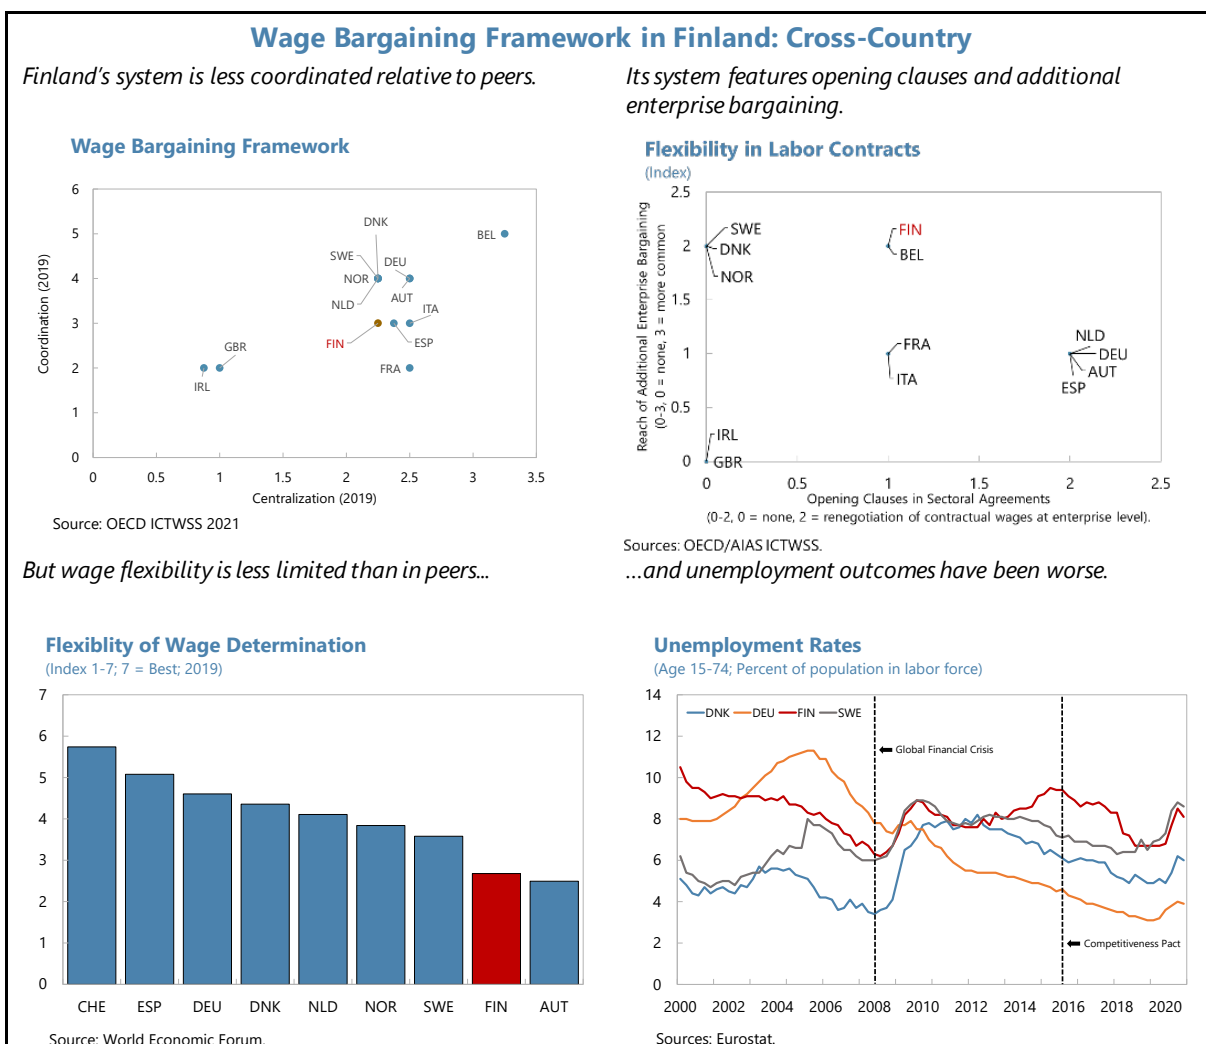 Wage Bargaining Framework in Finland: Cross-Country
Finland's system is less coordinated relative to peers.
Its system features opening clauses and additional
enterprise bargaining.
Wage Bargaining Framework
6
5
4
3
2
1
0
Coordination (2019)
DNK
BEL
SWE
DEU
NOR
NLD
AUT
ITA
GBR
FIN
ESP
FRA
IRL
0
0.5
1
1.5
2
2.5
3
3.5
Centralization (2019)
Source: OECD ICTWSS 2021
Flexibility in Labor Contracts
(Index)
Reach of Additional Enterprise Bargaining
(0-3, 0 = none, 3 = more common
2.5
2
1.5
1
0.5
0
SWE
DNK
NOR
FIN
BEL
FRA
ITA
NLD
DEU
AUT
ESP
IRL
GBR
0
0.5
1
1.5
2
2.5
Opening Clauses in Sectoral Agreements
(0-2, 0 = none, 2 = renegotiation of contractual wages at enterprise level).
Sources: OECD/AIAS ICTWSS.
But wage flexibility is less limited than in peers...
...and unemployment outcomes have been worse.
Flexiblity of Wage Determination
(Index 1-7; 7 = Best; 2019)
7
6
5
4
3
2
1
0
CHE ESP DEU DNK NLD NOR SWE FIN AUT
Source: World Economic Forum.
Unemployment Rates
(Age 15-74; Percent of population in labor force)
14
12
10
8
6
4
2
0
DNK DEU FIN SWE
Global Financial Crisis
Competitiveness Pact
2000 2002 2004 2006 2008 2010 2012 2014 2016 2018 2020
Sources: Eurostat.